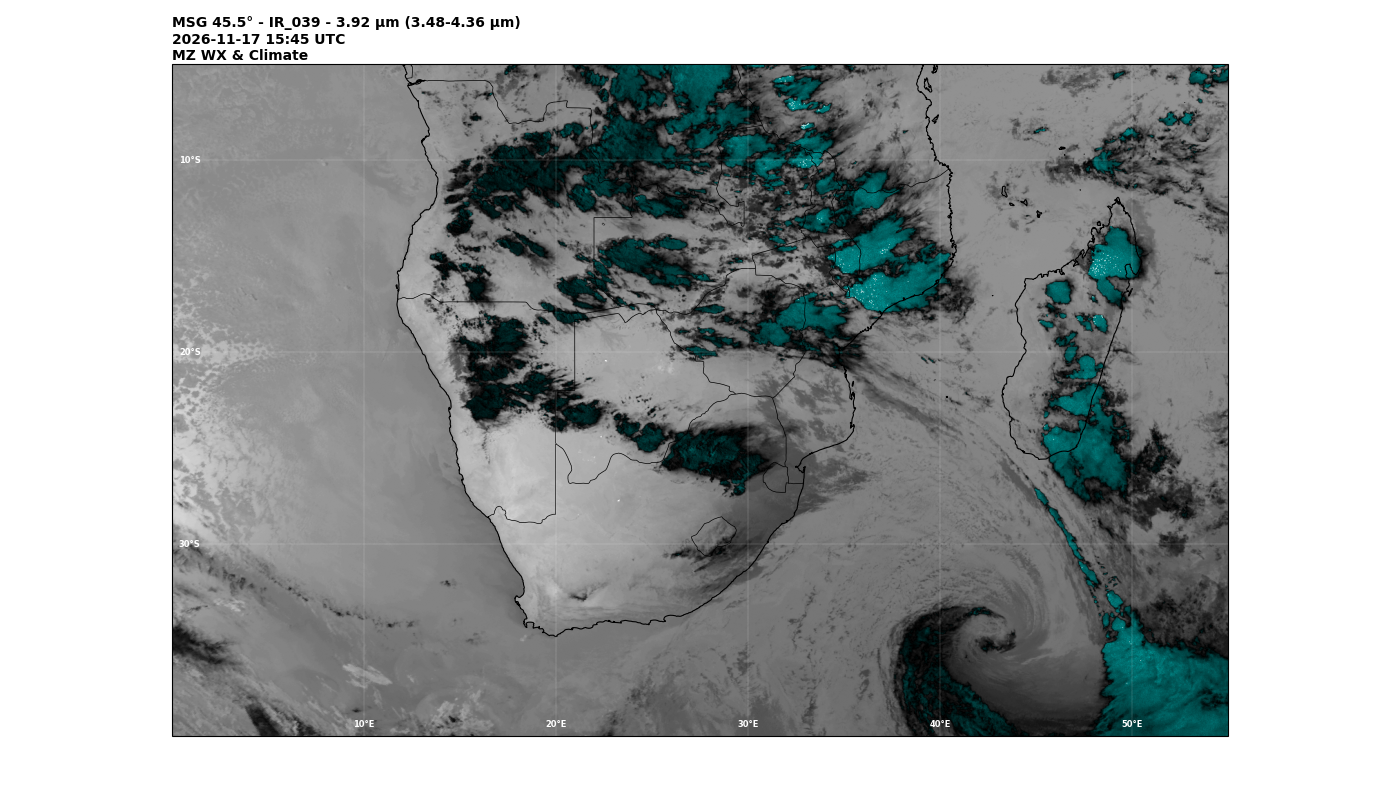 MSG 45.5° - IR_039 - 3.92 µm (3.48-4.36 µm)
2026-11-17 15:45 UTC
MZ WX & Climate
10°S
20°S
30°S
10°E
20°E
30°E
40°E
50°E